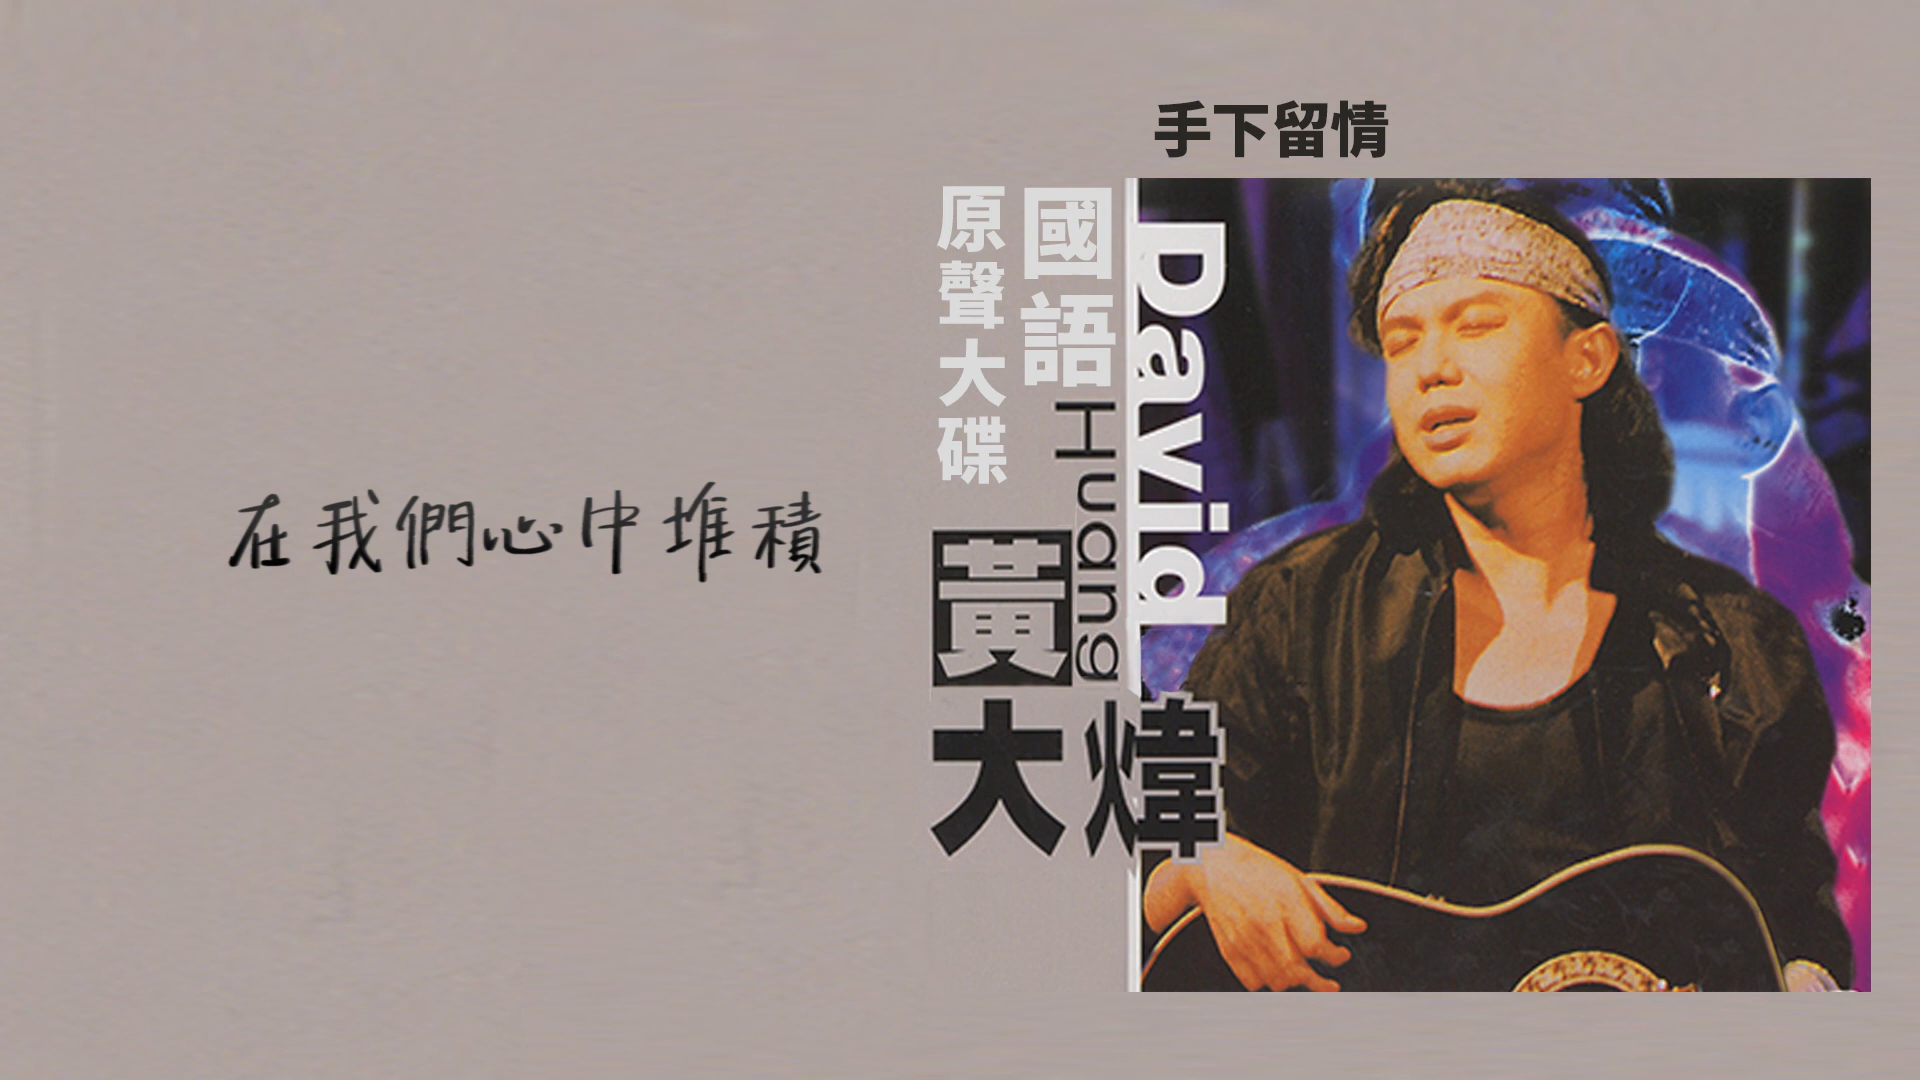 手下留情
國語
原聲大碟
David
Huang
黃大煒
在我們心中堆積